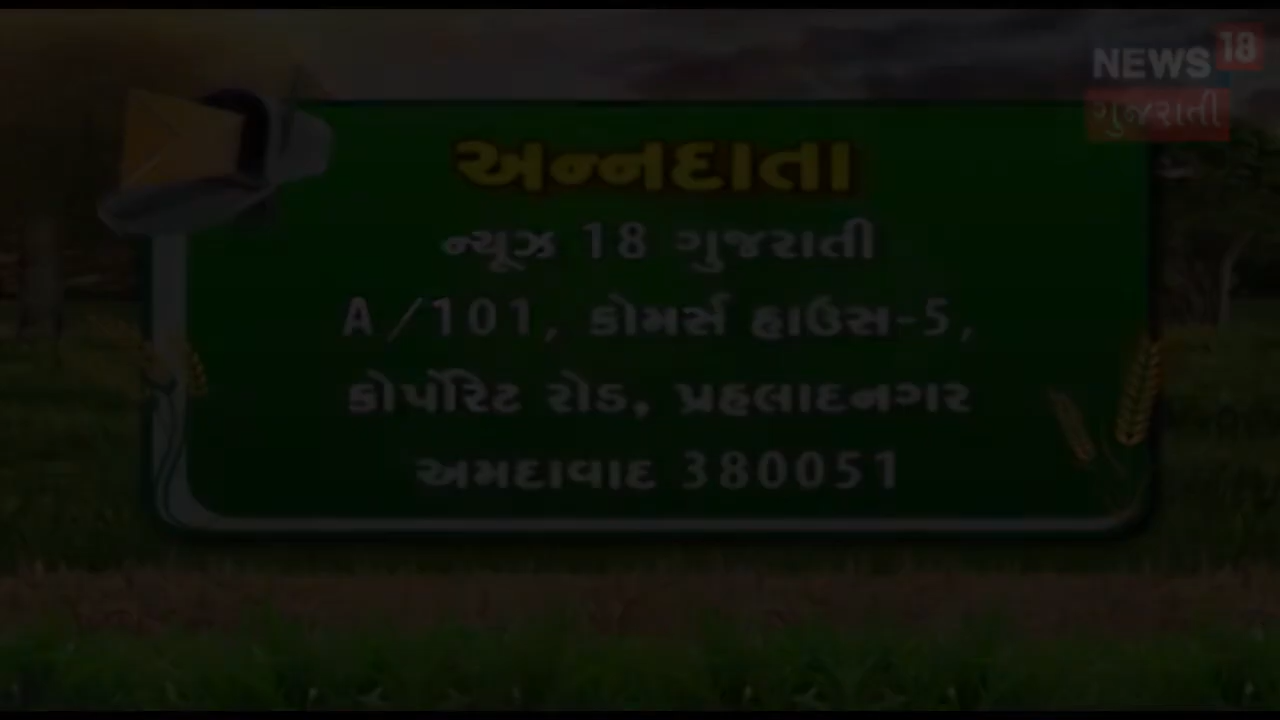 NEWS 18
ગુજરાતી
અન્નદાતા
ન્યૂઝ 18 ગુજરાતી
A/101, કોમર્સ હાઉસ-5,
કોર્પોરેટ રોડ, પ્રહલાદનગર
અમદાવાદ 380051